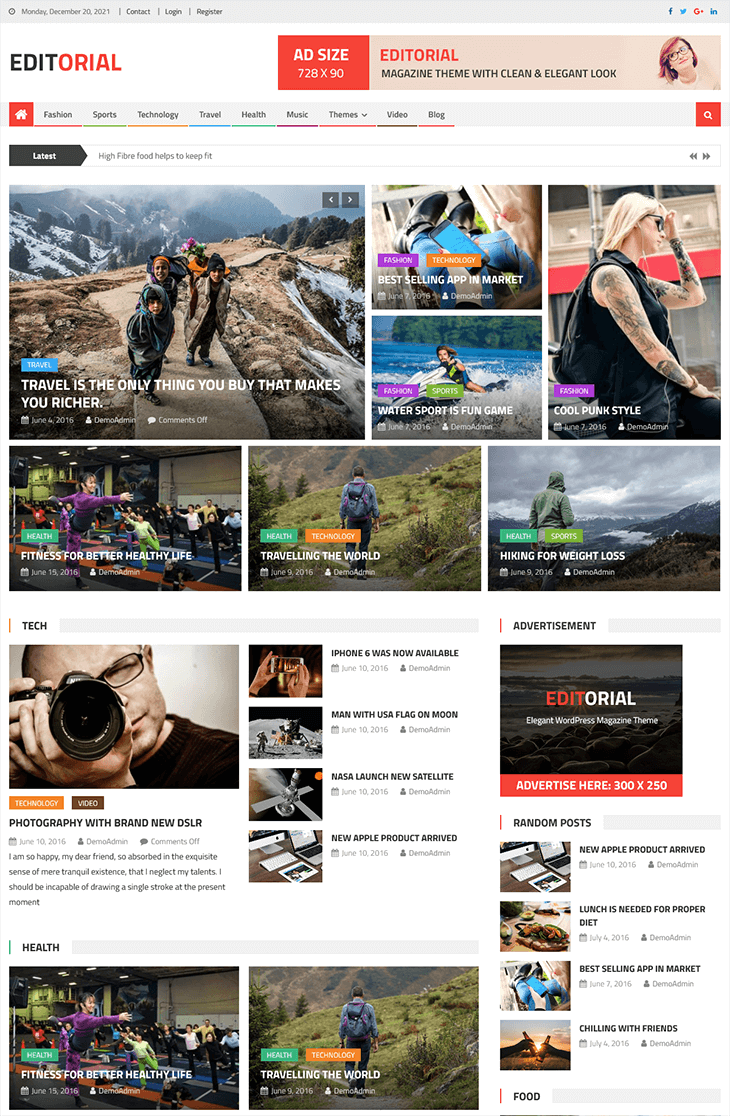 Monday, December 20, 2021 | Contact | Login | Register
EDITORIAL
AD SIZE
728 X 90
EDITORIAL
MAGAZINE THEME WITH CLEAN & ELEGANT LOOK
Fashion Sports Technology Travel Health Music Themes Video Blog
Latest
High Fibre food helps to keep fit
TRAVEL
TRAVEL IS THE ONLY THING YOU BUY THAT MAKES
YOU RICHER.
June 4, 2016 DemoAdmin Comments Off
FASHION TECHNOLOGY
BEST SELLING APP IN MARKET
June 7, 2016 DemoAdmin
FASHION SPORTS
WATER SPORT IS FUN GAME
June 7, 2016 DemoAdmin
FASHION
COOL PUNK STYLE
June 7, 2016 DemoAdmin
HEALTH
FITNESS FOR BETTER HEALTHY LIFE
June 15, 2016 DemoAdmin
HEALTH TECHNOLOGY
TRAVELLING THE WORLD
June 9, 2016 DemoAdmin
HEALTH SPORTS
HIKING FOR WEIGHT LOSS
June 9, 2016 DemoAdmin
TECH
TECHNOLOGY VIDEO
PHOTOGRAPHY WITH BRAND NEW DSLR
June 10, 2016 DemoAdmin Comments Off
I am so happy, my dear friend, so absorbed in the exquisite
sense of mere tranquil existence, that I neglect my talents. I
should be incapable of drawing a single stroke at the present
moment
IPHONE 6 WAS NOW AVAILABLE
June 10, 2016 DemoAdmin
MAN WITH USA FLAG ON MOON
June 10, 2016 DemoAdmin
NASA LAUNCH NEW SATELLITE
June 10, 2016 DemoAdmin
NEW APPLE PRODUCT ARRIVED
June 10, 2016 DemoAdmin
HEALTH
HEALTH
FITNESS FOR BETTER HEALTHY LIFE
June 15, 2016 DemoAdmin
HEALTH TECHNOLOGY
TRAVELLING THE WORLD
June 9, 2016 DemoAdmin
ADVERTISEMENT
EDITORIAL
Elegant WordPress Magazine Theme
ADVERTISE HERE: 300 X 250
RANDOM POSTS
NEW APPLE PRODUCT ARRIVED
June 10, 2016 DemoAdmin
LUNCH IS NEEDED FOR PROPER
DIET
July 4, 2016 DemoAdmin
BEST SELLING APP IN MARKET
June 7, 2016 DemoAdmin
CHILLING WITH FRIENDS
July 4, 2016 DemoAdmin
FOOD